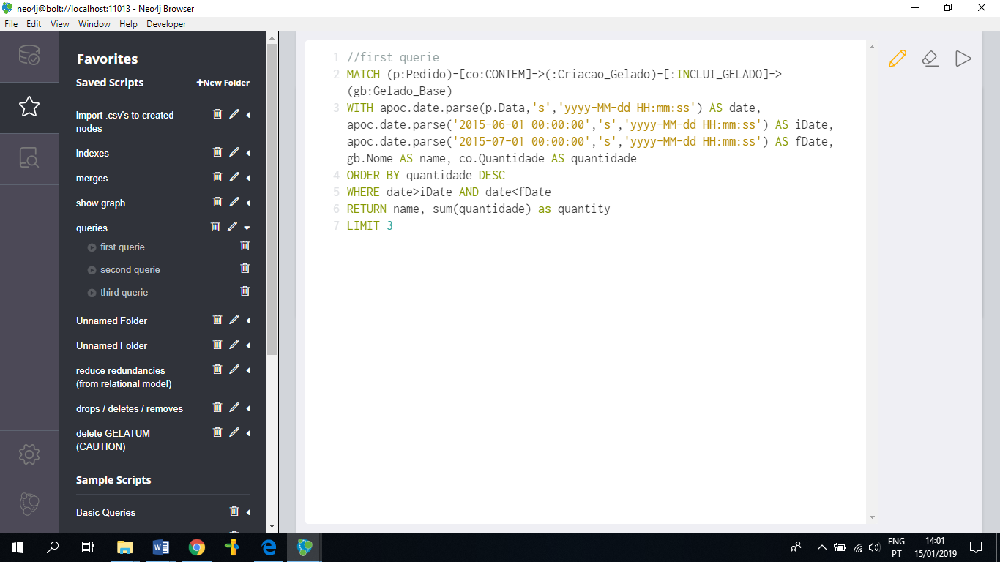 neo4j@bolt://localhost:11013 - Neo4j Browser
File Edit View Window Help Developer
Favorites
Saved Scripts +New Folder
import .csv's to created
nodes
indexes
merges
show graph
queries
first querie
second querie
third querie
Unnamed Folder
Unnamed Folder
reduce redundancies
(from relational model)
drops / deletes / removes
delete GELATUM
(CAUTION)
Sample Scripts
Basic Queries
1 //first querie
2 MATCH (p:Pedido)-[co:CONTEM]->(:Criacao_Gelado)-[:INCLUI_GELADO]->
(gb:Gelado_Base)
3 WITH apoc.date.parse(p.Data,'s','yyyy-MM-dd HH:mm:ss') AS date,
apoc.date.parse('2015-06-01 00:00:00','s','yyyy-MM-dd HH:mm:ss') AS iDate,
apoc.date.parse('2015-07-01 00:00:00','s','yyyy-MM-dd HH:mm:ss') AS fDate,
gb.Nome AS name, co.Quantidade AS quantidade
4 ORDER BY quantidade DESC
5 WHERE date>iDate AND date<fDate
6 RETURN name, sum(quantidade) as quantity
7 LIMIT 3
ENG
PT
14:01
15/01/2019